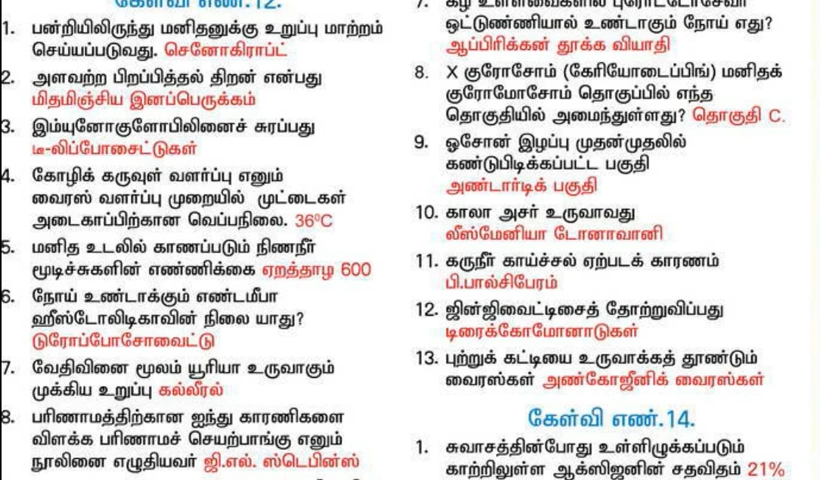 கேள்வி எண்.12.
1. பன்றியிலிருந்து மனிதனுக்கு உறுப்பு மாற்றம்
செய்யப்படுவது. செனோகிராப்ட்
2. அளவற்ற பிறப்பித்தல் திறன் என்பது
மிதமிஞ்சிய இனப்பெருக்கம்
3. இம்யுனோகுளோபிலினைச் சுரப்பது
டீ-லிப்போசைட்டுகள்
4. கோழிக் கருவுள் வளர்ப்பு எனும்
வைரஸ் வளர்ப்பு முறையில் முட்டைகள்
அடைகாப்பிற்கான வெப்பநிலை. 36ºC
5. மனித உடலில் காணப்படும் நிணநீர்
மூடிச்சுகளின் எண்ணிக்கை ஏறத்தாழ 600
6. நோய் உண்டாக்கும் எண்டமீபா
ஹீஸ்டோலிடிகாவின் நிலை யாது?
டுரோப்போசோவைட்டு
7. வேதிவினை மூலம் யூரியா உருவாகும்
முக்கிய உறுப்பு கல்லீரல்
8. பரிணாமத்திற்கான ஐந்து காரணிகளை
விளக்க பரிணாமச் செயற்பாங்கு எனும்
நூலினை எழுதியவர் ஜி.எல். ஸ்டெபின்ஸ்
7. கீழ் உள்ளவைகளில் புரோட்டோசோவா
ஒட்டுண்ணியால் உண்டாகும் நோய் எது?
ஆப்பிரிக்கன் தூக்க வியாதி
8. X குரோசோம் (கேரியோடைப்பிங்) மனிதக்
குரோமோசோம் தொகுப்பில் எந்த
தொகுதியில் அமைந்துள்ளது? தொகுதி C.
9. ஓசோன் இழப்பு முதன்முதலில்
கண்டுபிடிக்கப்பட்ட பகுதி
அண்டார்டிக் பகுதி
10. காலா அசர் உருவாவது
லீஸ்மேனியா டோனாவானி
11. கருநீர் காய்ச்சல் ஏற்படக் காரணம்
பி.பால்சிபேரம்
12. ஜின்ஜிவைட்டிசைத் தோற்றுவிப்பது
டிரைக்கோமோனாடுகள்
13. புற்றுக் கட்டியை உருவாக்கத் தூண்டும்
வைரஸ்கள் அண்கோஜீனிக் வைரஸ்கள்
கேள்வி எண்.14.
1. சுவாசத்தின்போது உள்ளிழுக்கப்படும்
காற்றிலுள்ள ஆக்ஸிஜனின் சதவிதம் 21%